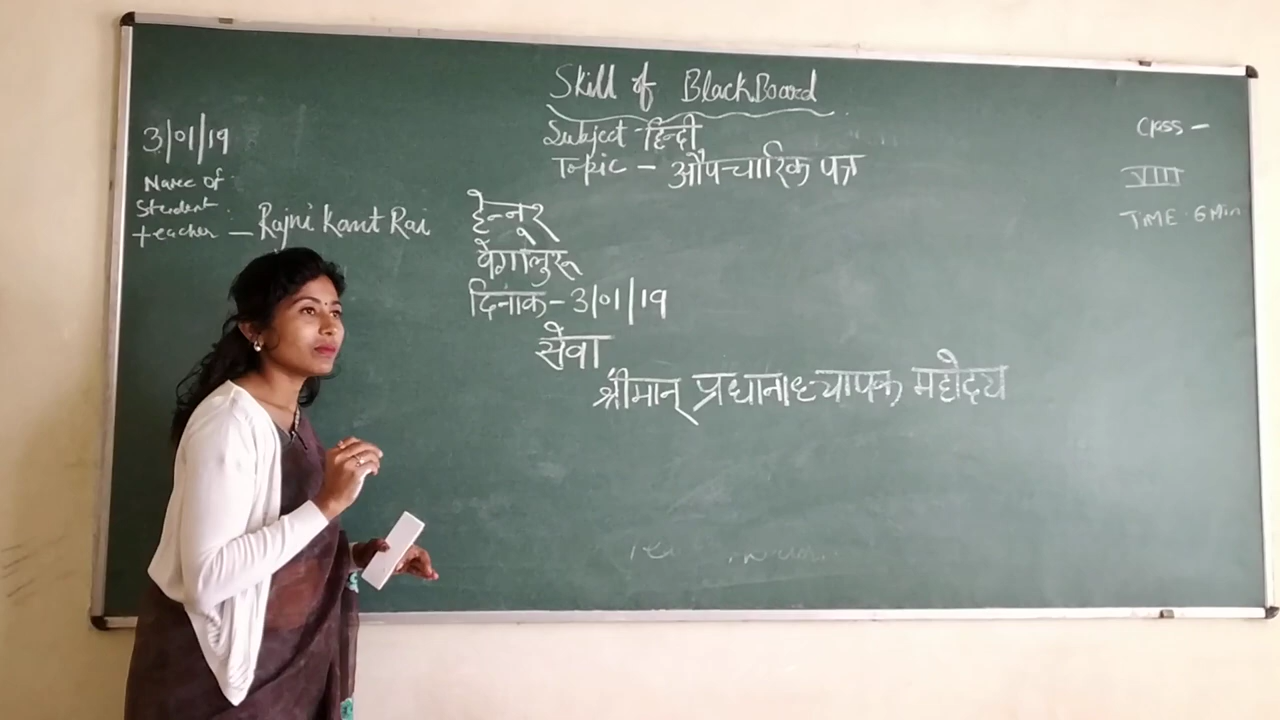 Skill of BlackBoard
Subject - हिन्दी
Topic - औपचारिक पत्र
3/01/19
Name of
Student
teacher : - Rajni Kant Rai
Class -
VIII
TIME 6 Min
हेन्नूर
बेंगालुरू
दिनांक - 3/01/19
सेवा
श्रीमान् प्रधानाध्यापक महोदय